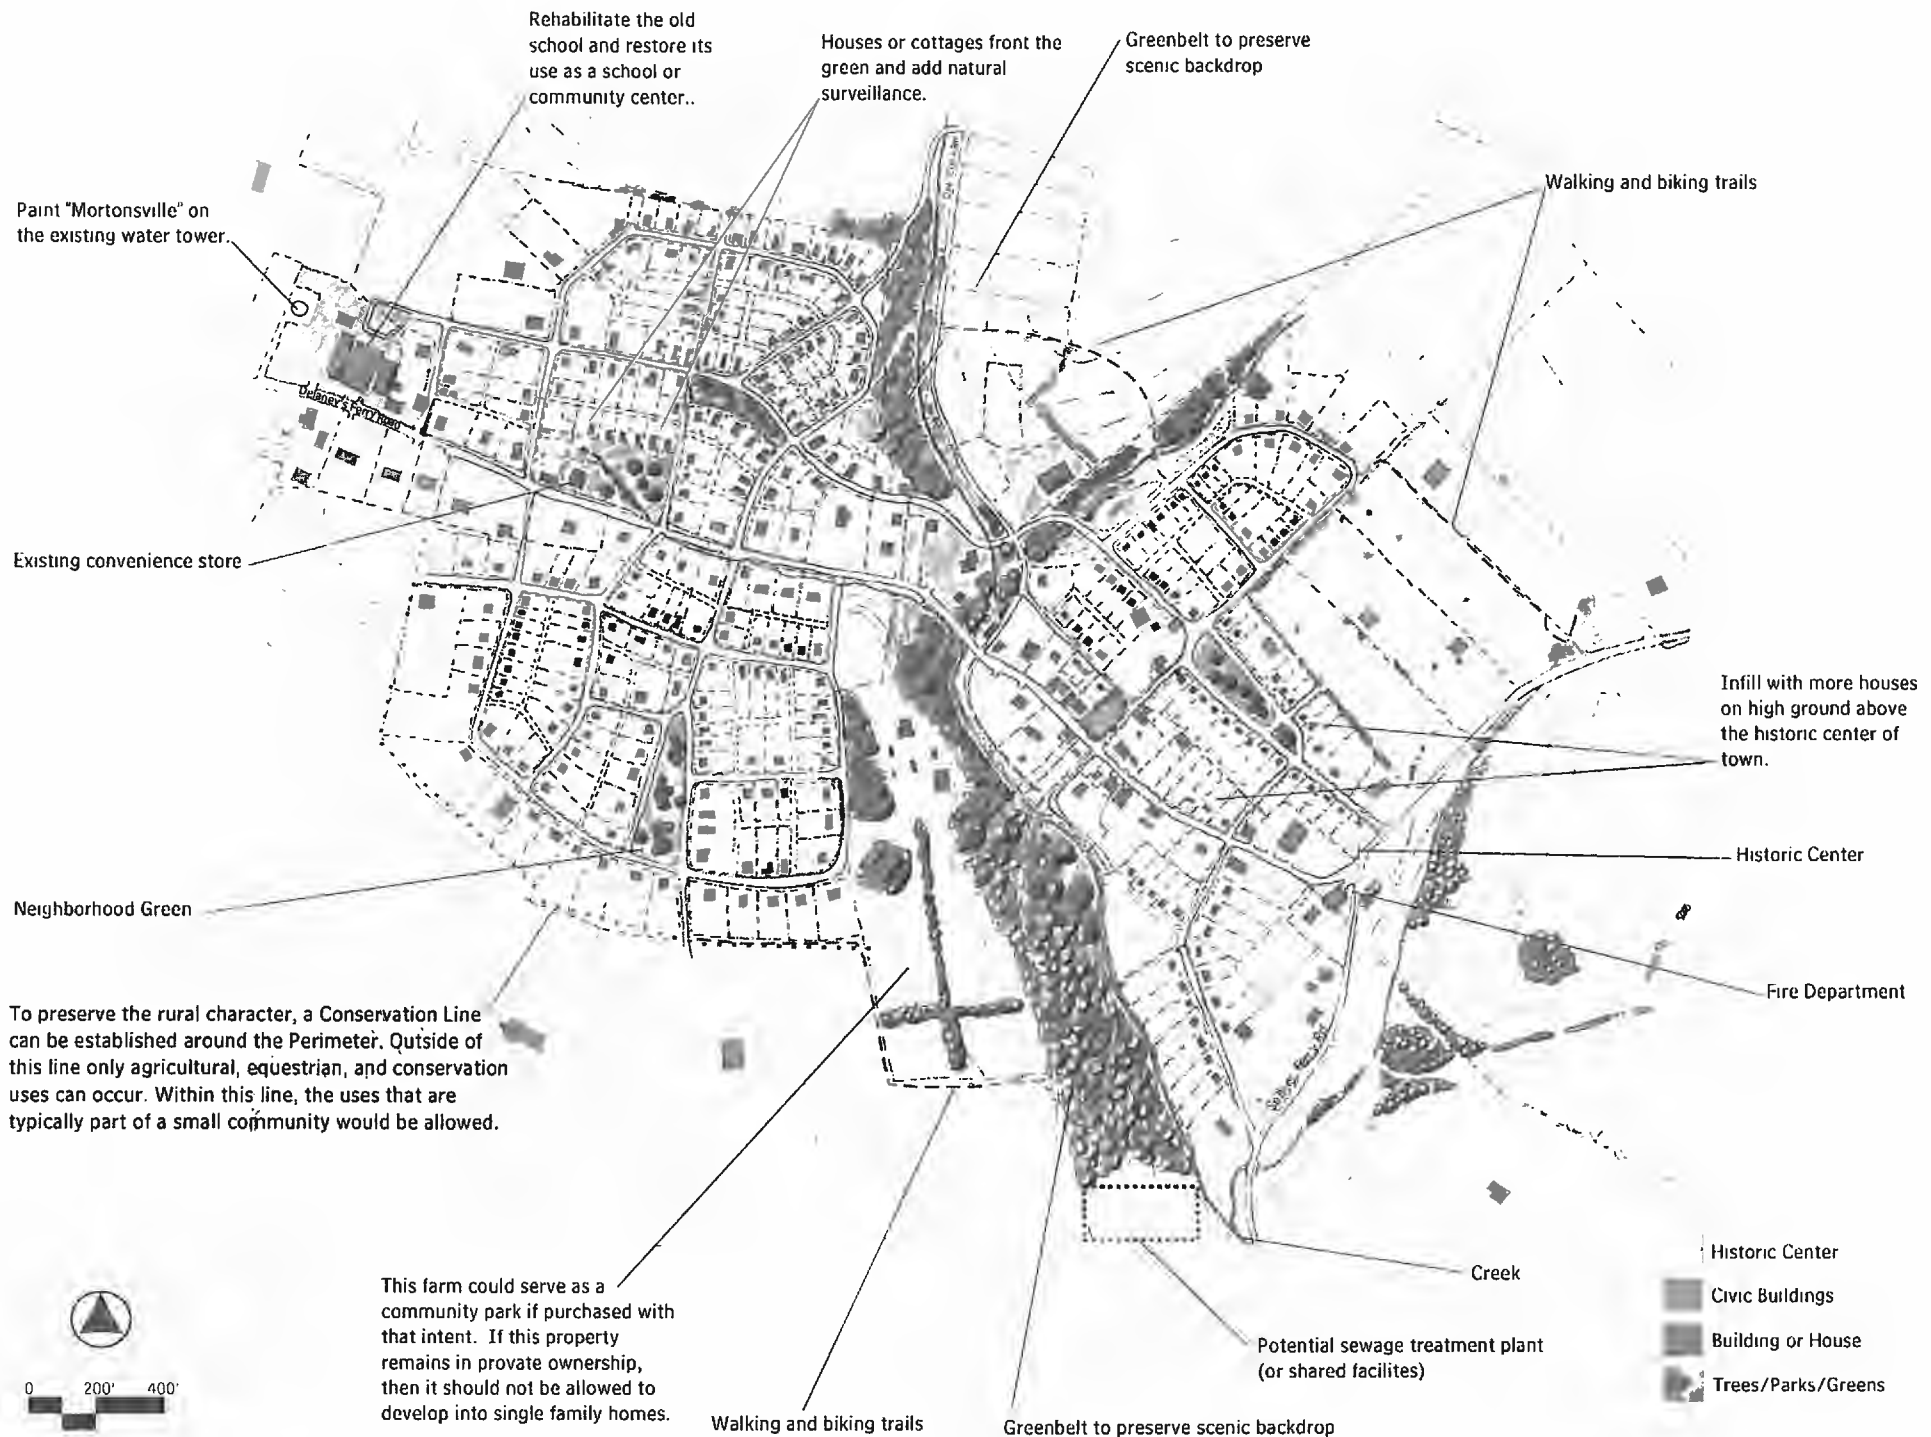 Rehabilitate the old
school and restore its
use as a school or
community center..
Houses or cottages front the
green and add natural
surveillance.
Greenbelt to preserve
scenic backdrop
Walking and biking trails
Paint "Mortonsville" on
the existing water tower.
Delaney's Ferry Road
Existing convenience store
Infill with more houses
on high ground above
the historic center of
town.
Historic Center
Neighborhood Green
Fire Department
To preserve the rural character, a Conservation Line
can be established around the Perimeter. Outside of
this line only agricultural, equestrian, and conservation
uses can occur. Within this line, the uses that are
typically part of a small community would be allowed.
This farm could serve as a
community park if purchased with
that intent. If this property
remains in provate ownership,
then it should not be allowed to
develop into single family homes.
Walking and biking trails
Greenbelt to preserve scenic backdrop
Potential sewage treatment plant
(or shared facilites)
Creek
Historic Center
Civic Buildings
Building or House
Trees/Parks/Greens
0 200' 400'